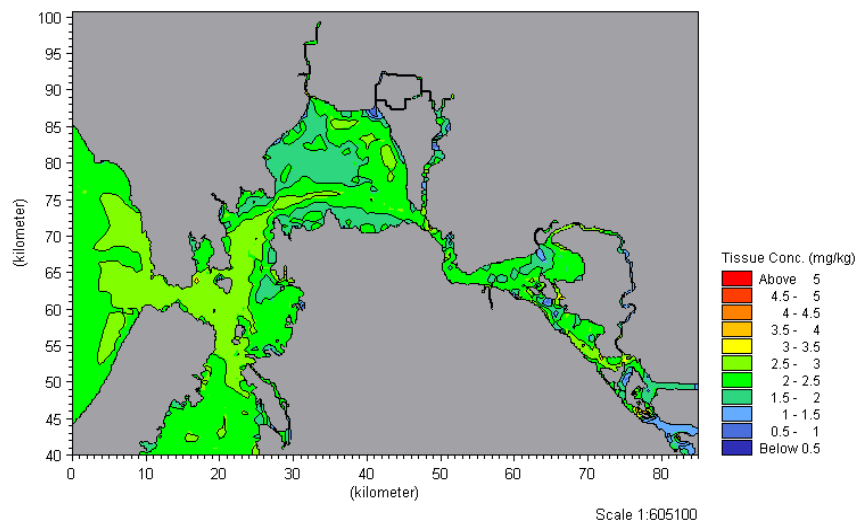 100
95
90
85
80
75
70
65
60
55
50
45
40
(kilometer)
0 10 20 30 40 50 60 70 80
(kilometer)
Scale 1:605100
Tissue Conc. (mg/kg)
Above 5
4.5 - 5
4 - 4.5
3.5 - 4
3 - 3.5
2.5 - 3
2 - 2.5
1.5 - 2
1 - 1.5
0.5 - 1
Below 0.5